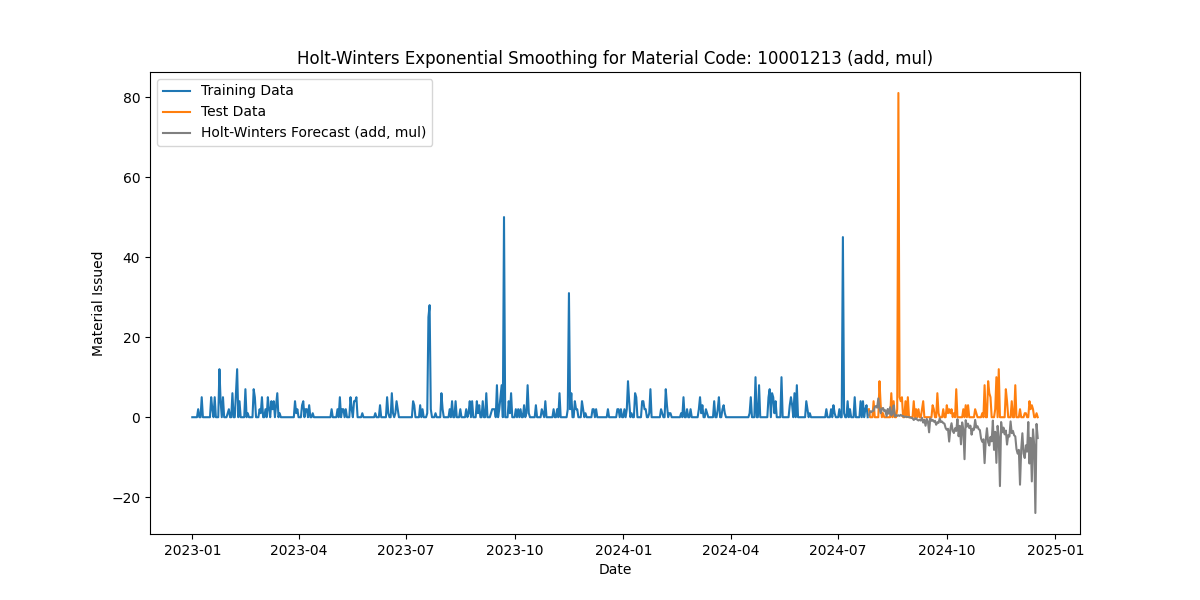 Holt-Winters Exponential Smoothing for Material Code: 10001213 (add, mul)
Training Data
Test Data
Holt-Winters Forecast (add, mul)
Material Issued
80
60
40
20
0
−20
2023-01 2023-04 2023-07 2023-10 2024-01 2024-04 2024-07 2024-10 2025-01
Date